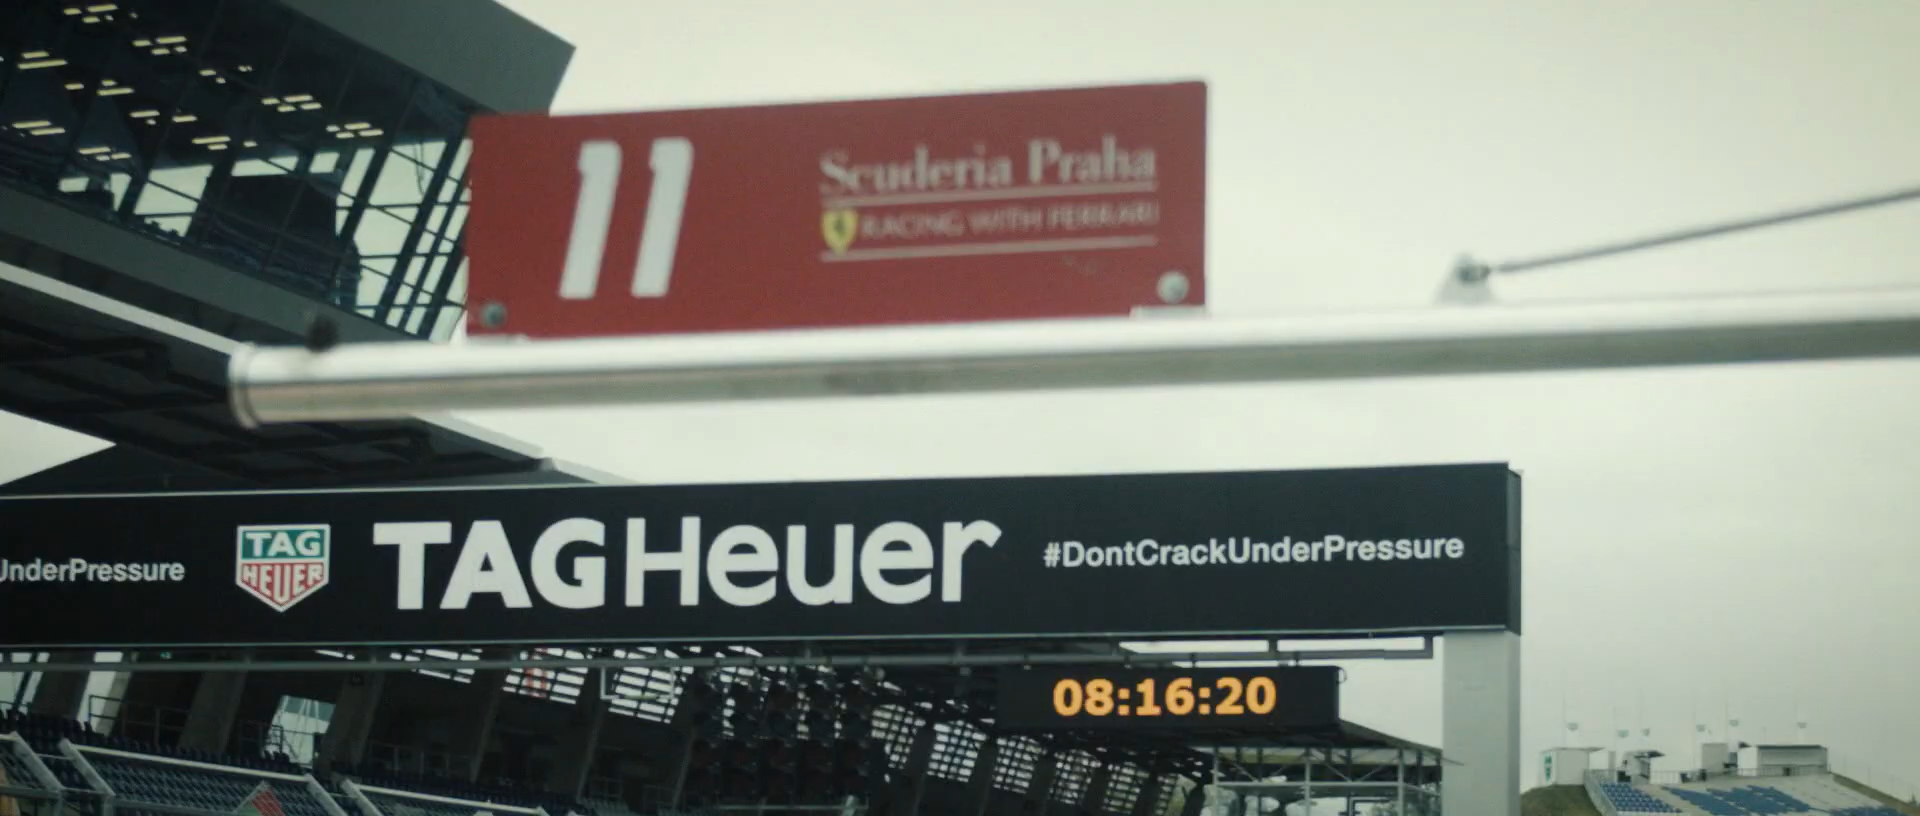 11
Scuderia Praha
RACING WITH FERRARI
UnderPressure
TAG
HEUER
TAGHeuer
#DontCrackUnderPressure
08:16:20